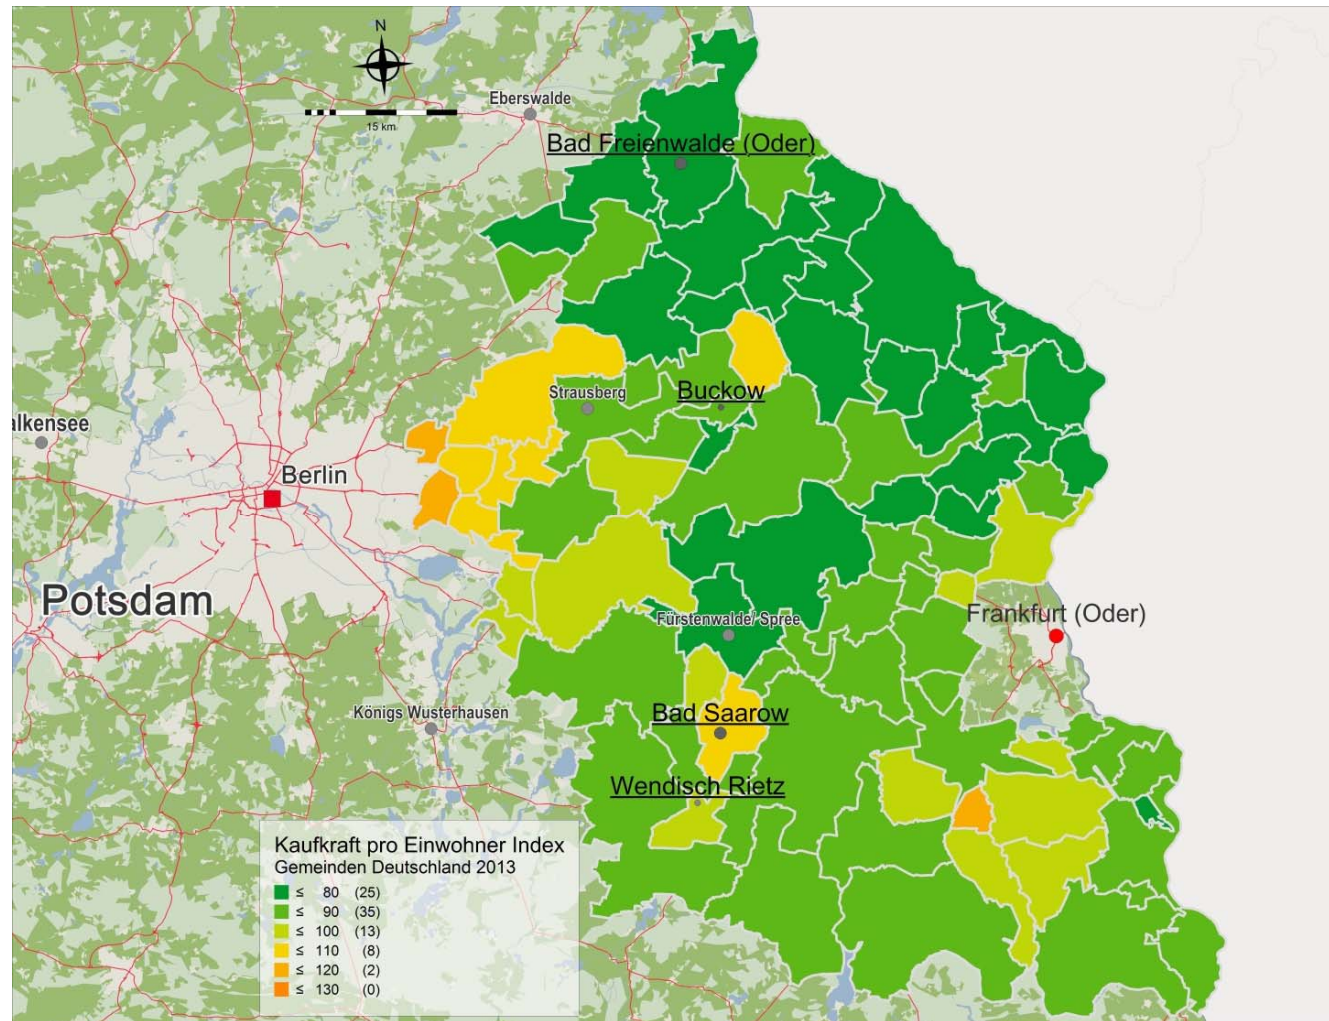 N
15 km
Eberswalde
Bad Freienwalde (Oder)
Strausberg
Buckow
alkensee
Berlin
Potsdam
Fürstenwalde/ Spree
Frankfurt (Oder)
Königs Wusterhausen
Bad Saarow
Wendisch Rietz
Kaufkraft pro Einwohner Index
Gemeinden Deutschland 2013
≤ 80 (25)
≤ 90 (35)
≤ 100 (13)
≤ 110 (8)
≤ 120 (2)
≤ 130 (0)